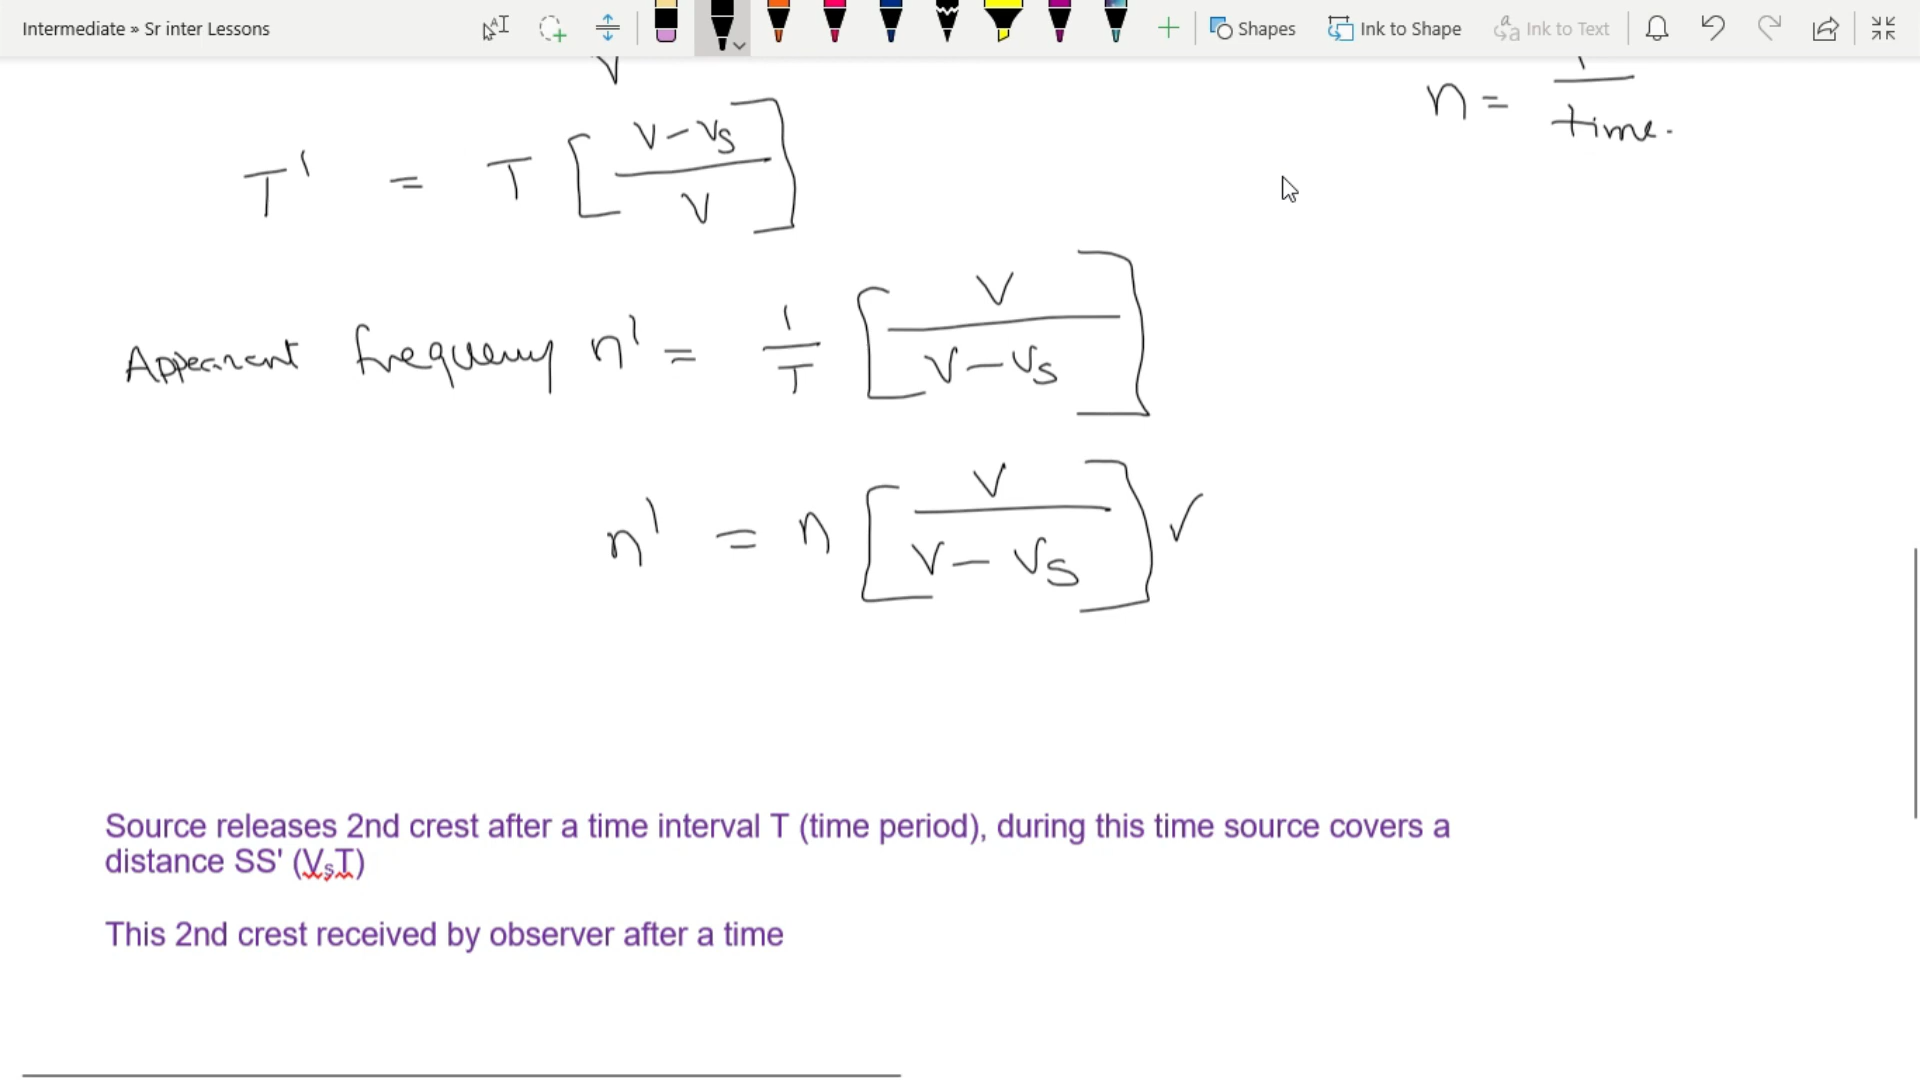 Intermediate » Sr inter Lessons
Shapes
Ink to Shape
Ink to Text
V
n = 1/time.
T' = T [ (V-Vs)/V ]
Appearent frequency n' = 1/T [ V/(V-Vs) ]
n' = n [ V/(V-Vs) ] ✓
Source releases 2nd crest after a time interval T (time period), during this time source covers a
distance SS' (VsT)
This 2nd crest received by observer after a time